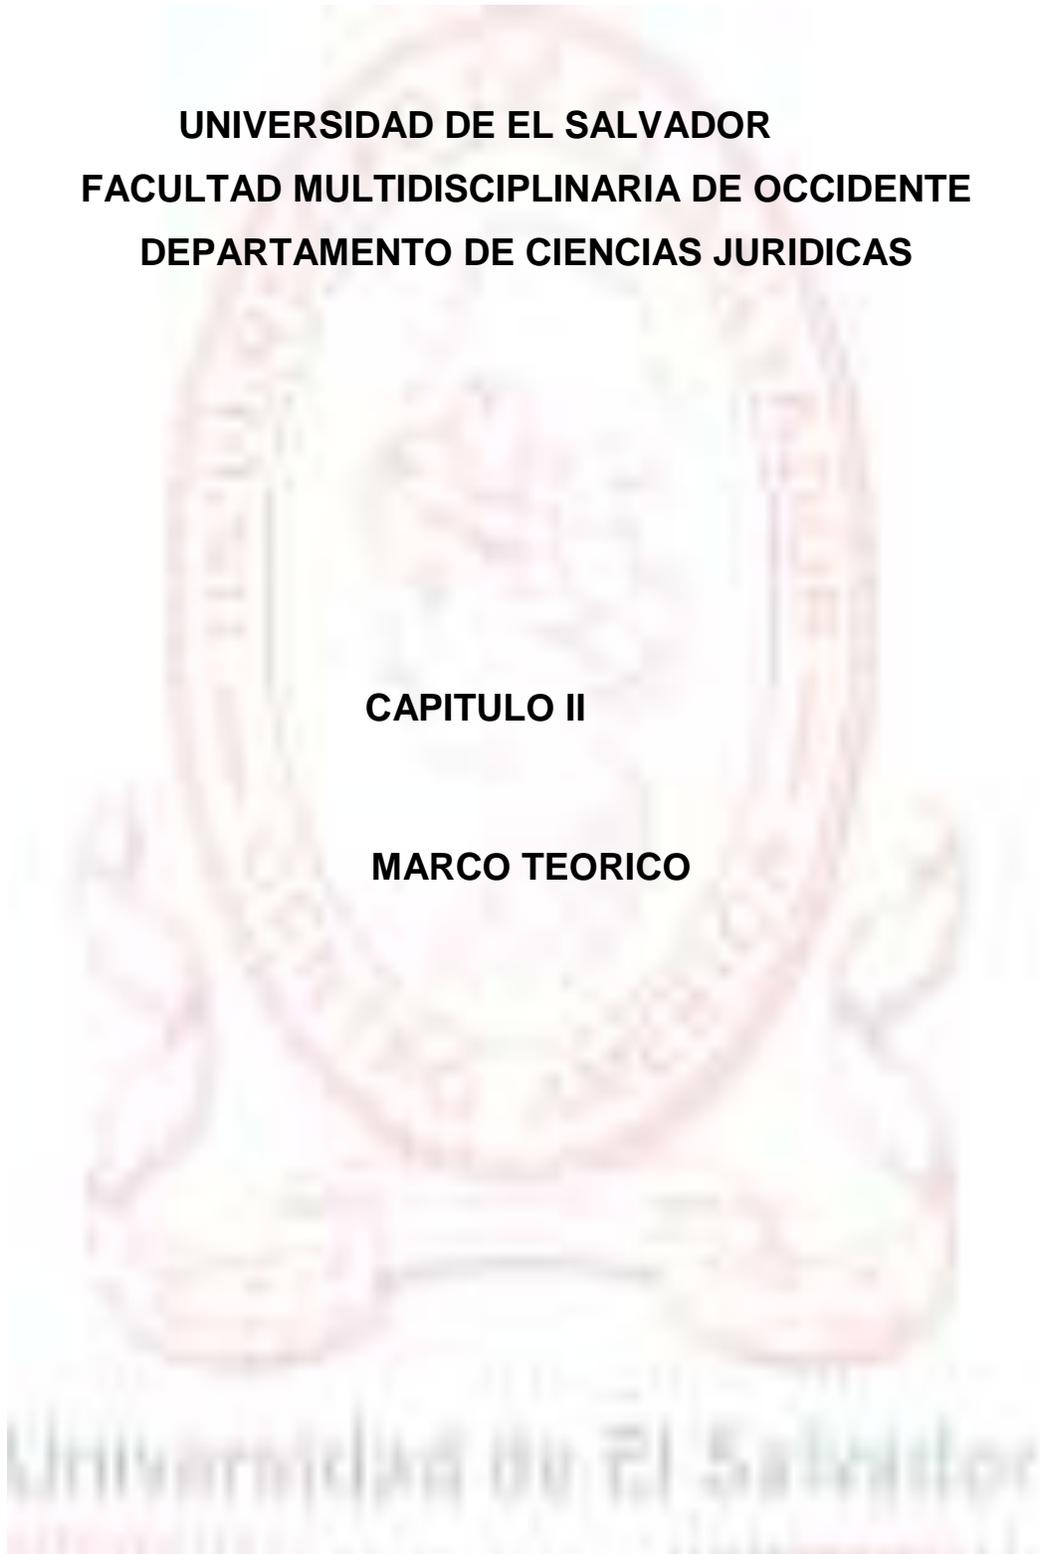 UNIVERSIDAD DE EL SALVADOR
FACULTAD MULTIDISCIPLINARIA DE OCCIDENTE
DEPARTAMENTO DE CIENCIAS JURIDICAS
CAPITULO II
MARCO TEORICO
Universidad de El Salvador